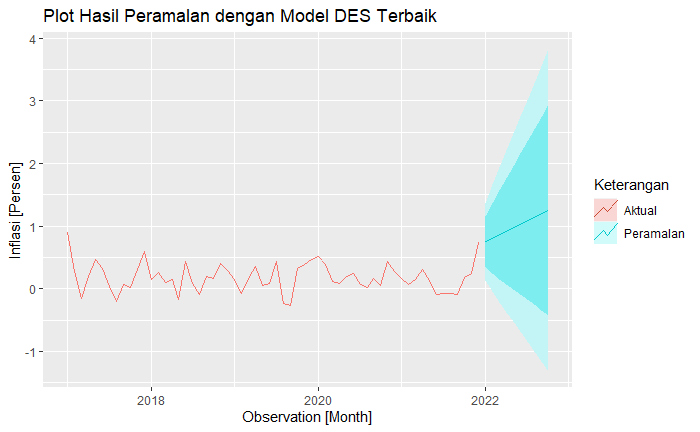 Plot Hasil Peramalan dengan Model DES Terbaik
4
3
2
1
0
-1
Inflasi [Persen]
2018
2020
2022
Observation [Month]
Keterangan
Aktual
Peramalan